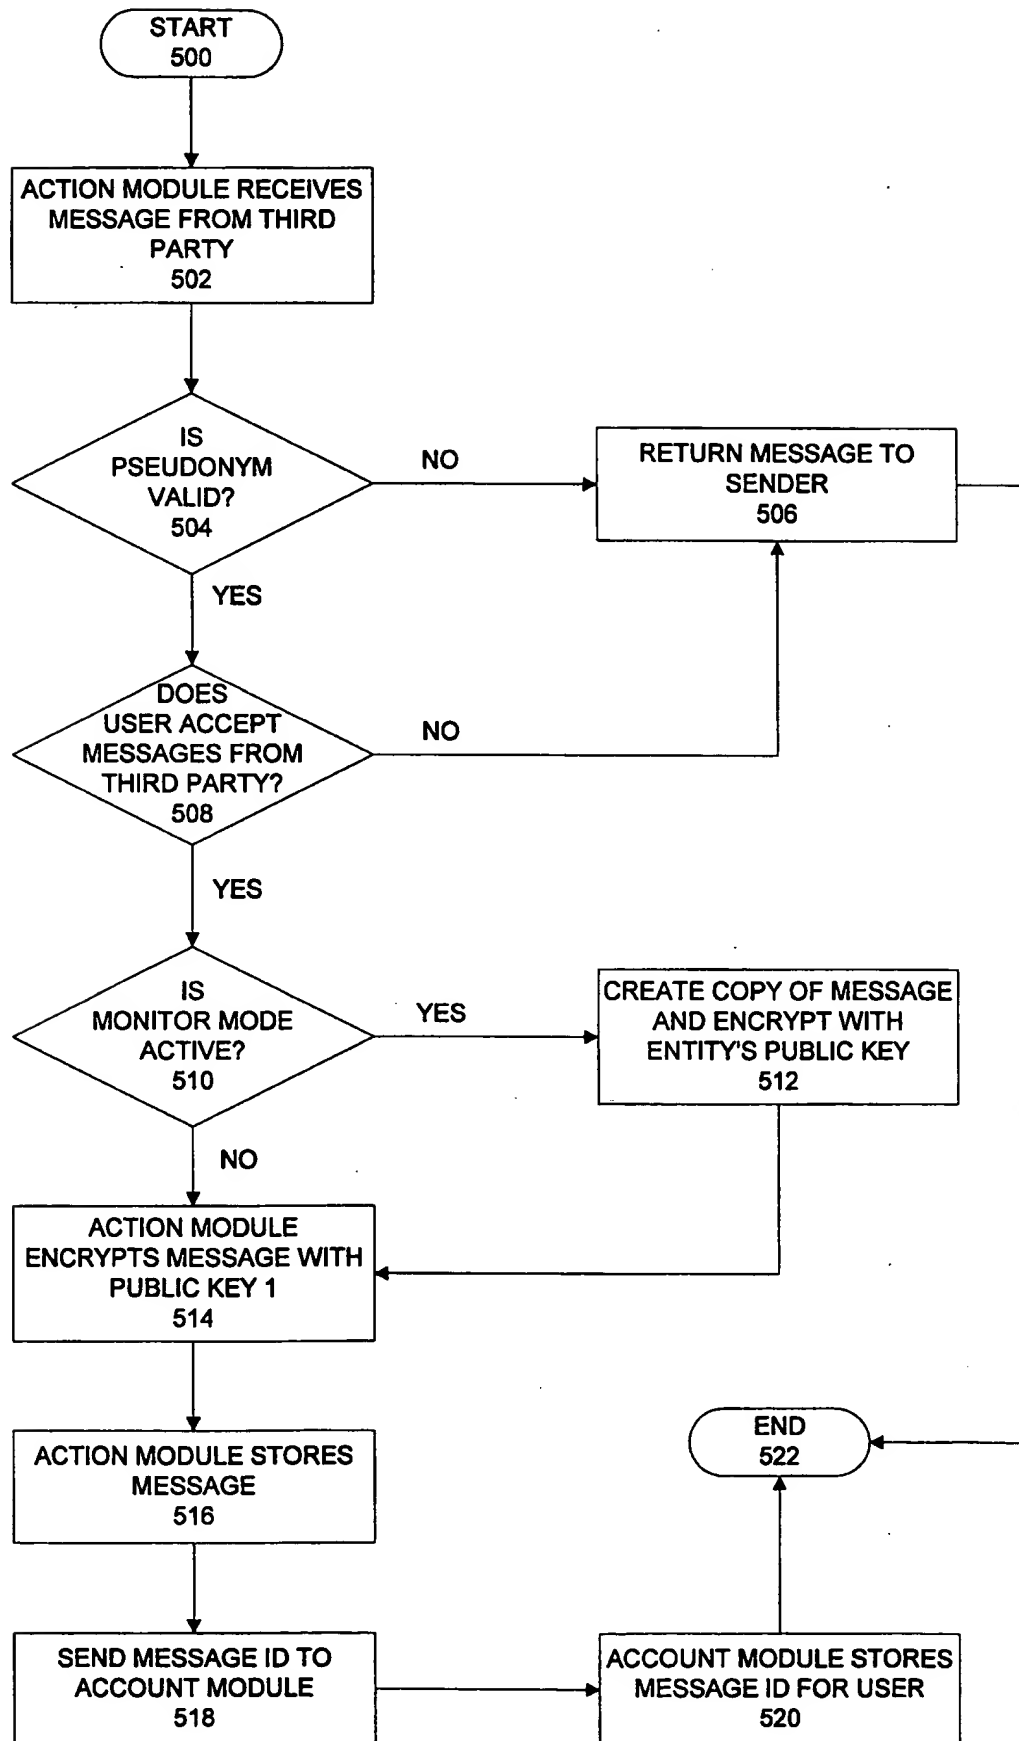 START
500
ACTION MODULE RECEIVES
MESSAGE FROM THIRD
PARTY
502
IS
PSEUDONYM
VALID?
504
NO
RETURN MESSAGE TO
SENDER
506
YES
DOES
USER ACCEPT
MESSAGES FROM
THIRD PARTY?
508
NO
YES
IS
MONITOR MODE
ACTIVE?
510
YES
CREATE COPY OF MESSAGE
AND ENCRYPT WITH
ENTITY'S PUBLIC KEY
512
NO
ACTION MODULE
ENCRYPTS MESSAGE WITH
PUBLIC KEY 1
514
ACTION MODULE STORES
MESSAGE
516
END
522
SEND MESSAGE ID TO
ACCOUNT MODULE
518
ACCOUNT MODULE STORES
MESSAGE ID FOR USER
520